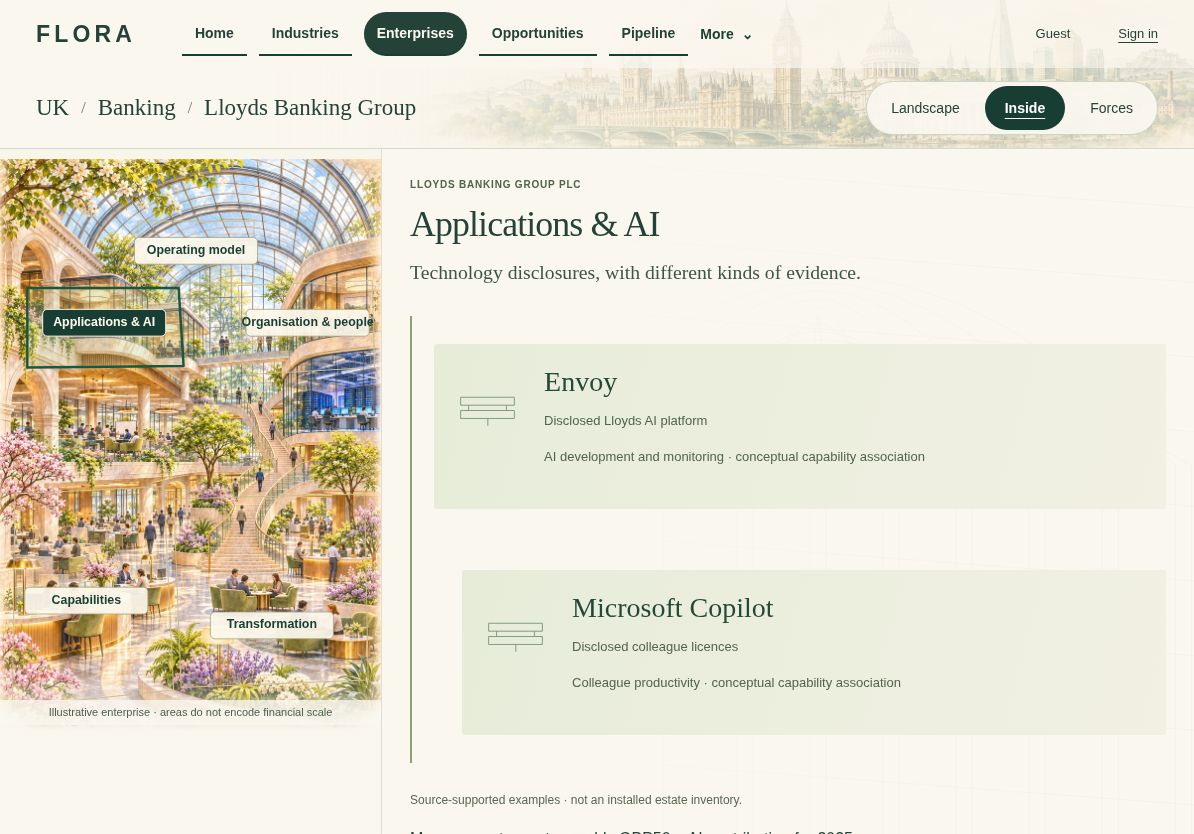 FLORA Home Industries Enterprises Opportunities Pipeline More Guest Sign in
UK / Banking / Lloyds Banking Group Landscape Inside Forces
Operating model
Applications & AI
Organisation & people
Capabilities
Transformation
Illustrative enterprise · areas do not encode financial scale
LLOYDS BANKING GROUP PLC
Applications & AI
Technology disclosures, with different kinds of evidence.
Envoy
Disclosed Lloyds AI platform
AI development and monitoring · conceptual capability association
Microsoft Copilot
Disclosed colleague licences
Colleague productivity · conceptual capability association
Source-supported examples · not an installed estate inventory.